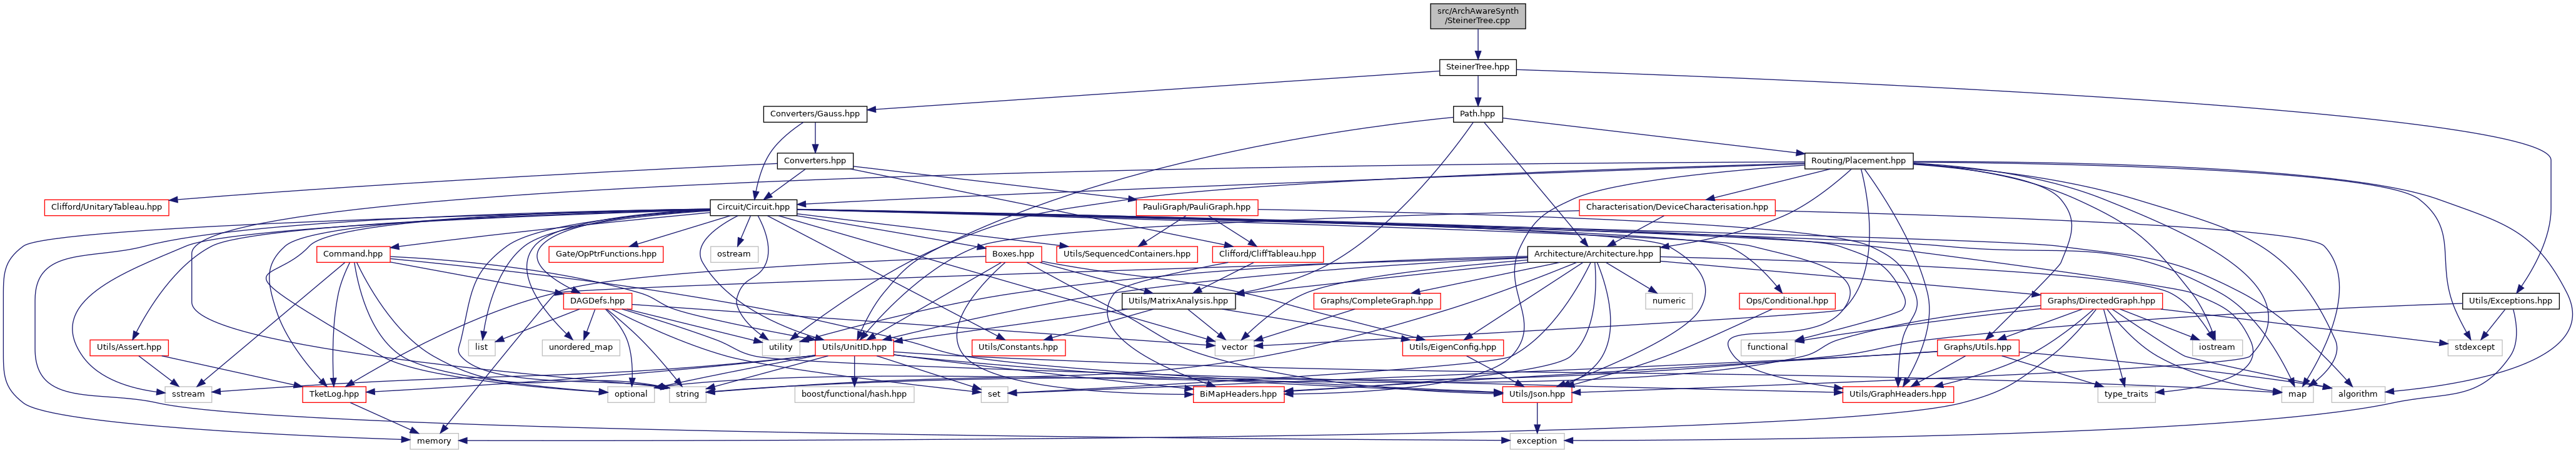 src/ArchAwareSynth
/SteinerTree.cpp
SteinerTree.hpp
Converters/Gauss.hpp
Path.hpp
Converters.hpp
Routing/Placement.hpp
Clifford/UnitaryTableau.hpp
Circuit/Circuit.hpp
PauliGraph/PauliGraph.hpp
Characterisation/DeviceCharacterisation.hpp
Command.hpp
Gate/OpPtrFunctions.hpp
ostream
Boxes.hpp
Utils/SequencedContainers.hpp
Clifford/CliffTableau.hpp
Architecture/Architecture.hpp
DAGDefs.hpp
Utils/MatrixAnalysis.hpp
Graphs/CompleteGraph.hpp
numeric
Ops/Conditional.hpp
Graphs/DirectedGraph.hpp
Utils/Exceptions.hpp
Utils/Assert.hpp
list
unordered_map
utility
Utils/UnitID.hpp
Utils/Constants.hpp
vector
Utils/EigenConfig.hpp
functional
Graphs/Utils.hpp
iostream
stdexcept
sstream
TketLog.hpp
optional
string
boost/functional/hash.hpp
set
BiMapHeaders.hpp
Utils/Json.hpp
Utils/GraphHeaders.hpp
type_traits
map
algorithm
memory
exception